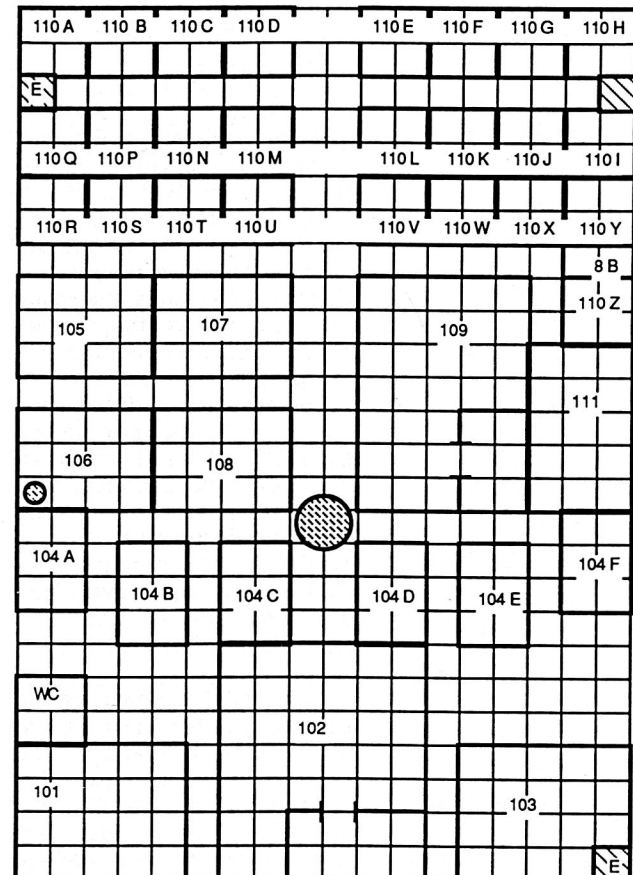 110 A 110 B 110 C 110 D 110 E 110 F 110 G 110 H
E
110 Q 110 P 110 N 110 M 110 L 110 K 110 J 110 I
110 R 110 S 110 T 110 U 110 V 110 W 110 X 110 Y
8 B
110 Z
105 107 109
111
106 108
104 A 104 F
104 B 104 C 104 D 104 E
WC
102
101 103
E